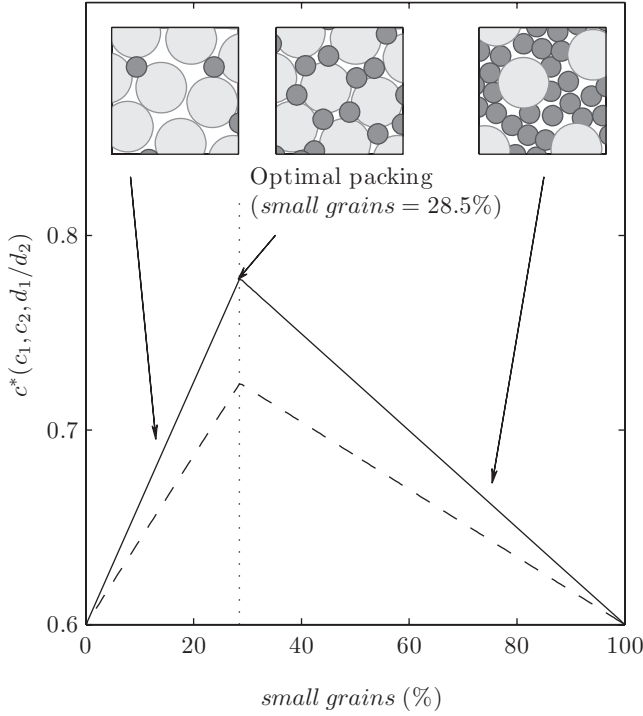 Optimal packing
(small grains = 28.5%)
c*(c₁, c₂, d₁/d₂)
0.8
0.7
0.6
0 20 40 60 80 100
small grains (%)